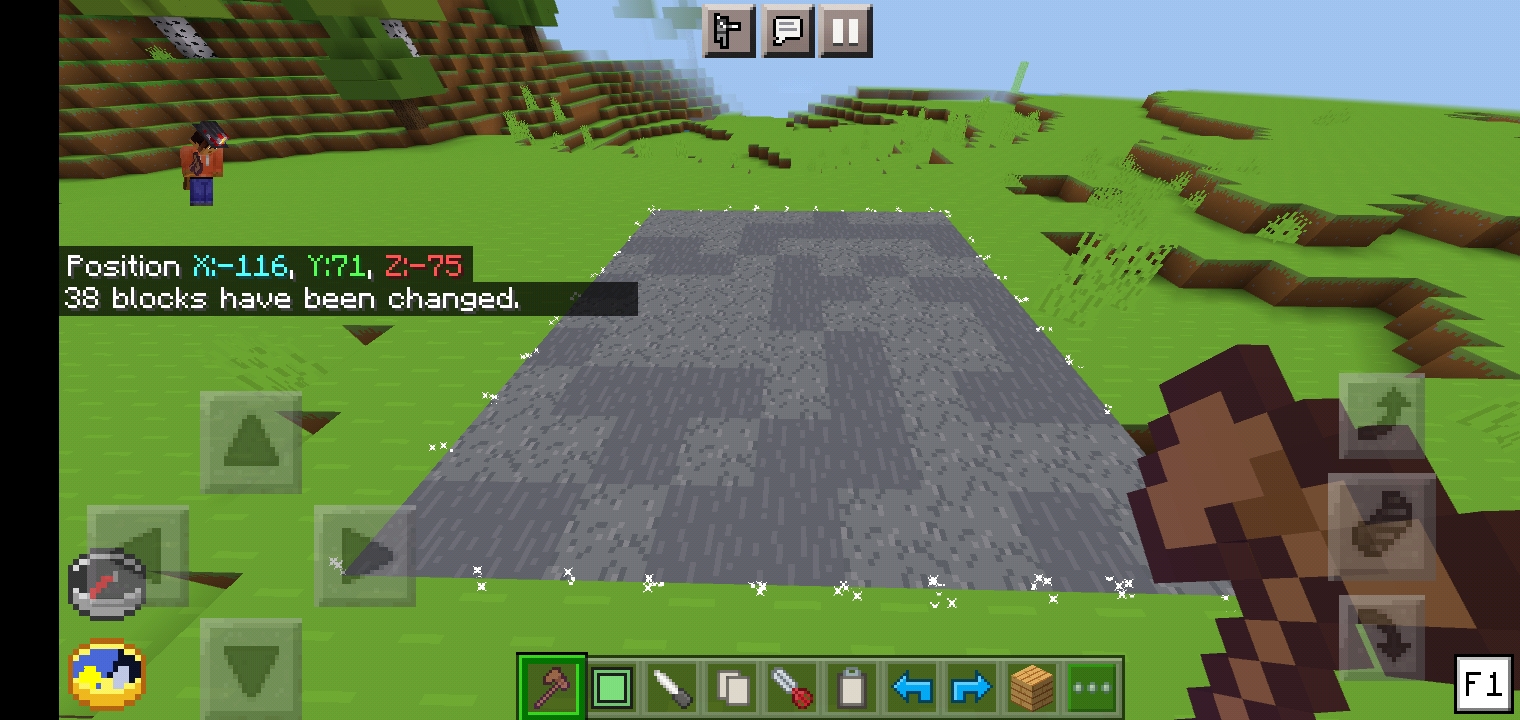 Position X:-116, Y:71, Z:-75
38 blocks have been changed.
F1